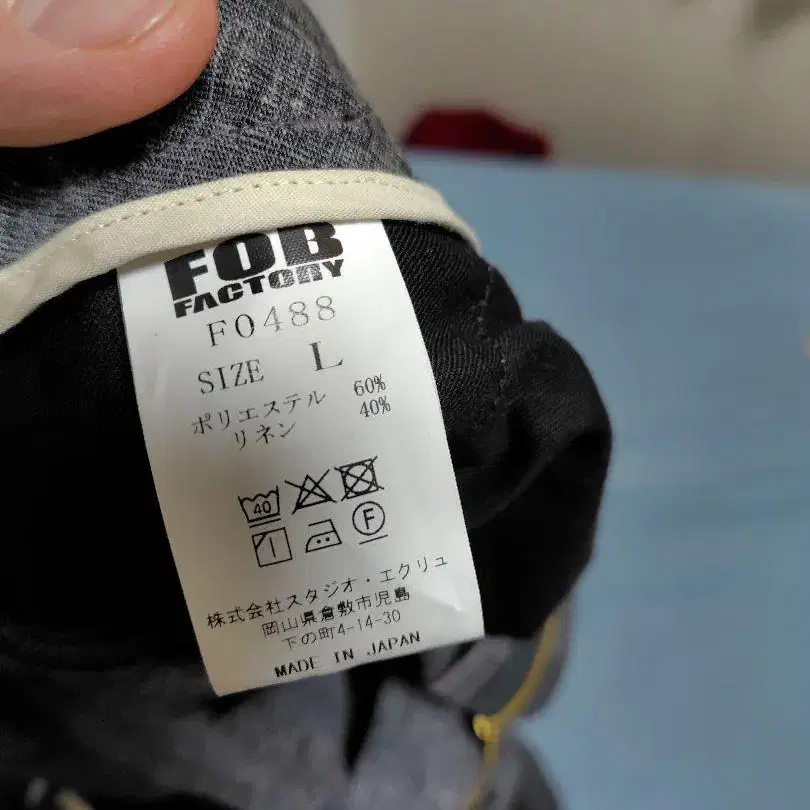 FOB
FACTORY
F0488
SIZE L
ポリエステル 60%
リネン 40%
40
F
株式会社スタジオ・エクリュ
岡山県倉敷市児島
下の町4-14-30
MADE IN JAPAN